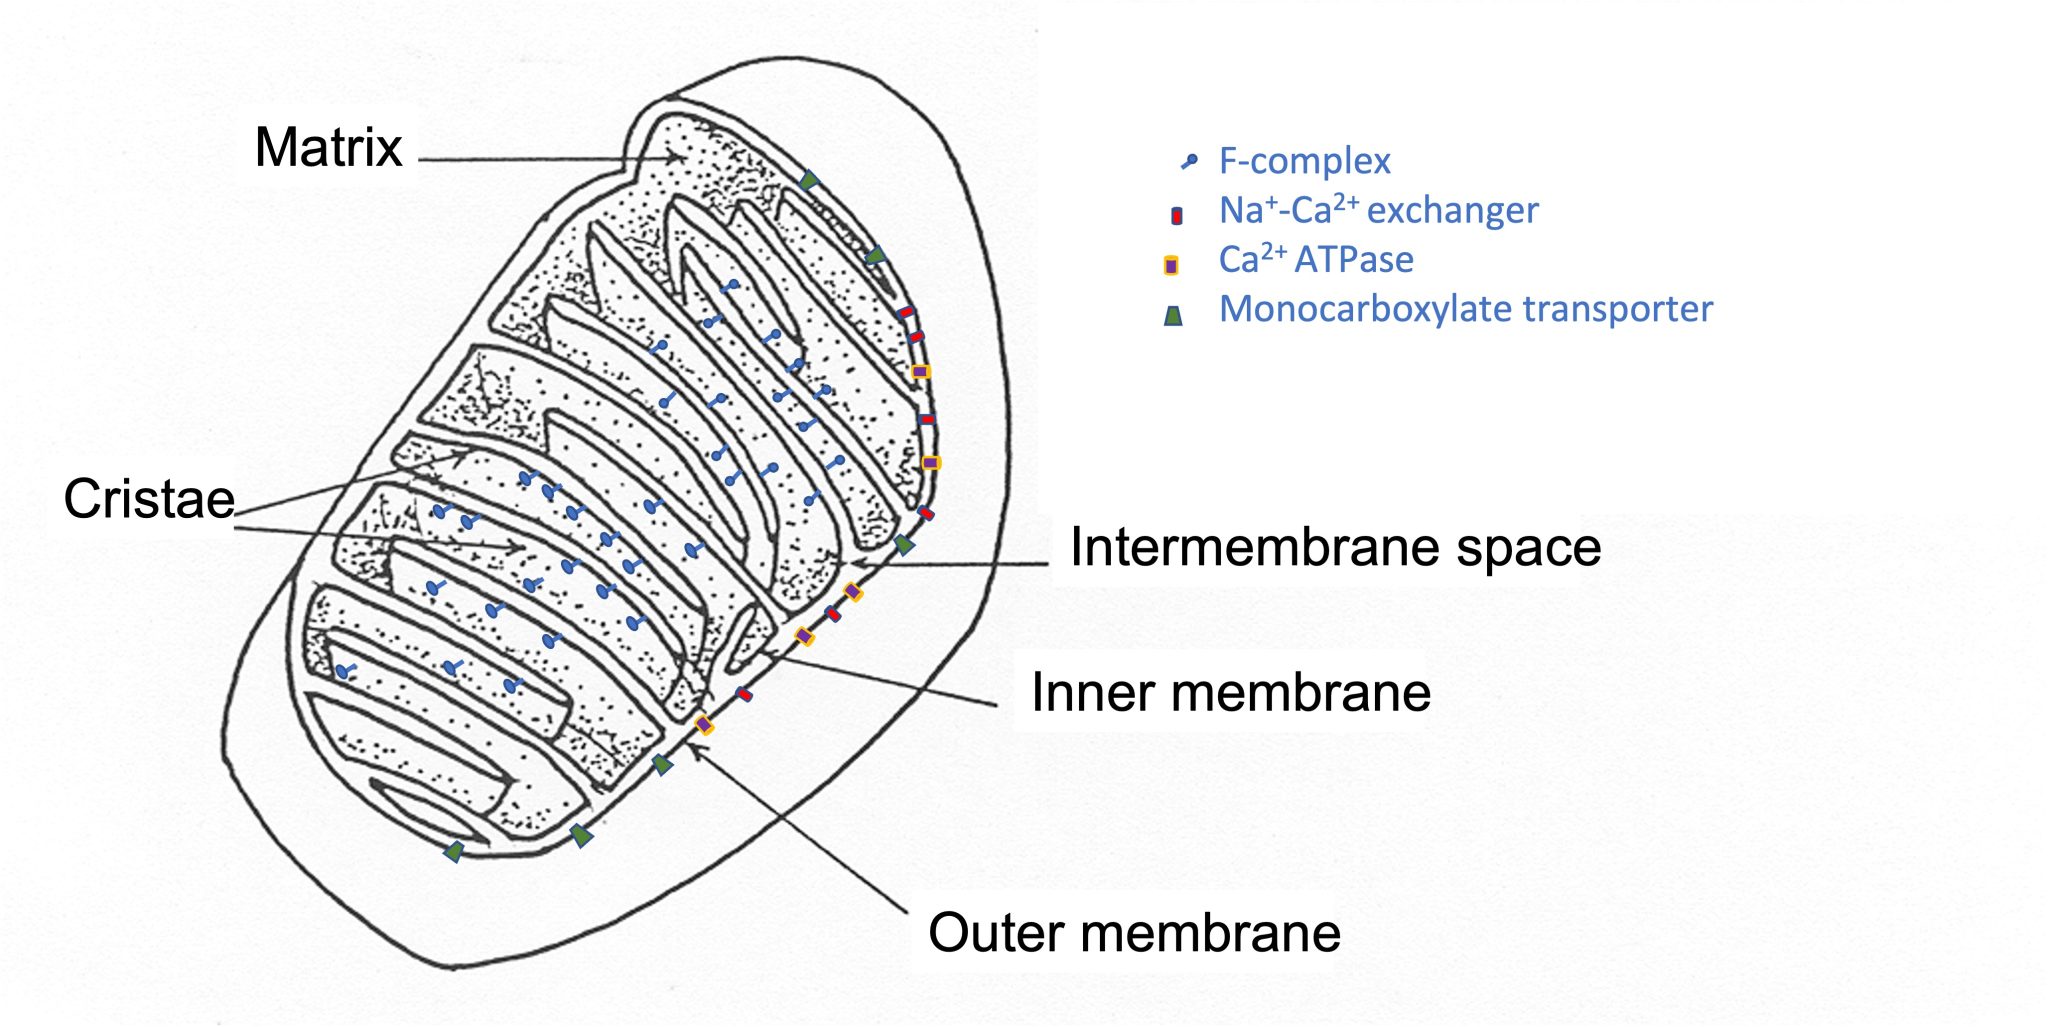 Matrix
F-complex
Na⁺-Ca²⁺ exchanger
Ca²⁺ ATPase
Monocarboxylate transporter
Cristae
Intermembrane space
Inner membrane
Outer membrane